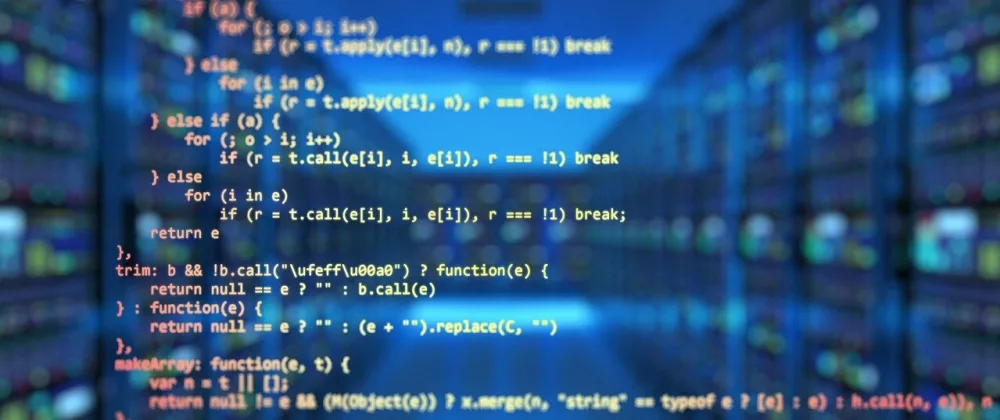 if (a) {
for (; o > i; i++)
if (r = t.apply(e[i], n), r === !1) break
} else
for (i in e)
if (r = t.apply(e[i], n), r === !1) break
} else if (a) {
for (; o > i; i++)
if (r = t.call(e[i], i, e[i]), r === !1) break
} else
for (i in e)
if (r = t.call(e[i], i, e[i]), r === !1) break;
return e
},
trim: b && !b.call("\ufeff\u00a0") ? function(e) {
return null == e ? "" : b.call(e)
} : function(e) {
return null == e ? "" : (e + "").replace(C, "")
},
makeArray: function(e, t) {
var n = t || [];
return null != e && (M(Object(e)) ? x.merge(n, "string" == typeof e ? [e] : e) : h.call(n, e)), n
}